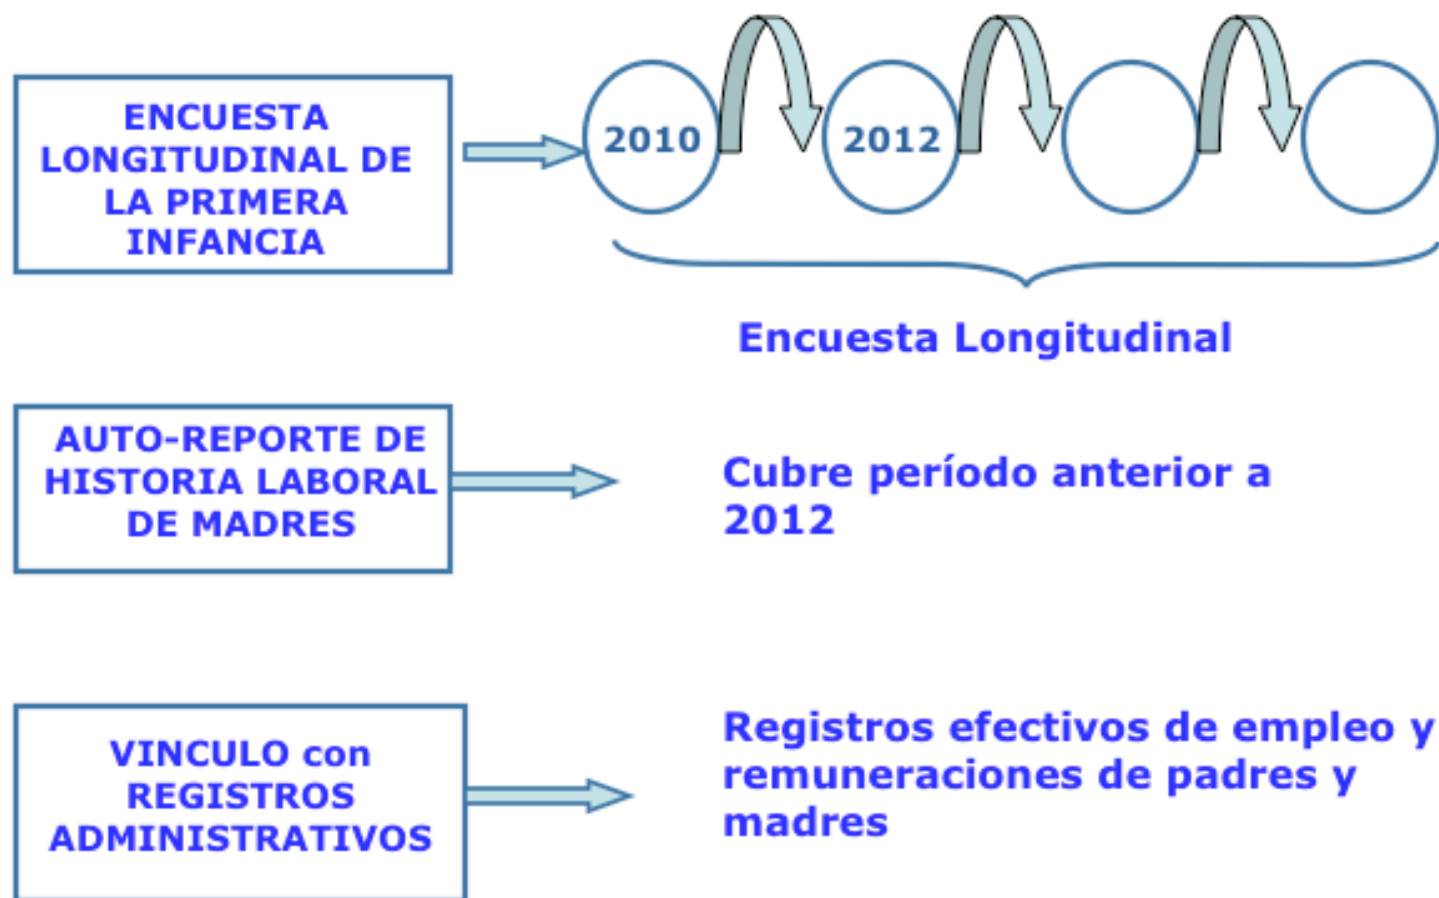 ENCUESTA
LONGITUDINAL DE
LA PRIMERA
INFANCIA
2010
2012
Encuesta Longitudinal
AUTO-REPORTE DE
HISTORIA LABORAL
DE MADRES
Cubre período anterior a
2012
VINCULO con
REGISTROS
ADMINISTRATIVOS
Registros efectivos de empleo y
remuneraciones de padres y
madres